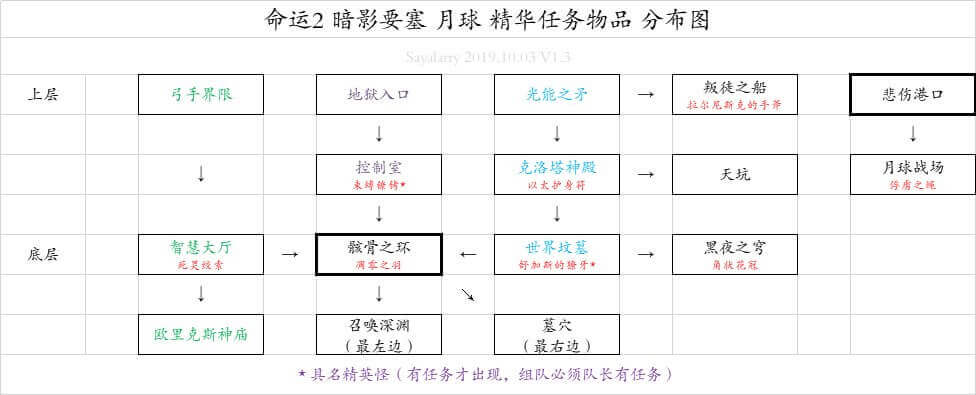 命运2 暗影要塞 月球 精华任务物品 分布图
Sayalarry 2019.10.03 V1.3
上层
弓手界限
地狱入口
光能之矛
→
叛徒之船
拉尔尼斯克的手斧
悲伤港口
↓
↓
↓
↓
控制室
束缚镣铐*
克洛塔神殿
以太护身符
→
天坑
月球战场
俘虏之绳
↓
↓
底层
智慧大厅
死灵绞索
→
骸骨之环
凋零之羽
←
世界坟墓
舒加斯的獠牙*
→
黑夜之穹
角状花冠
↓
↓
↘
欧里克斯神庙
召唤深渊
（最左边）
墓穴
（最右边）
* 具名精英怪（有任务才出现，组队必须队长有任务）